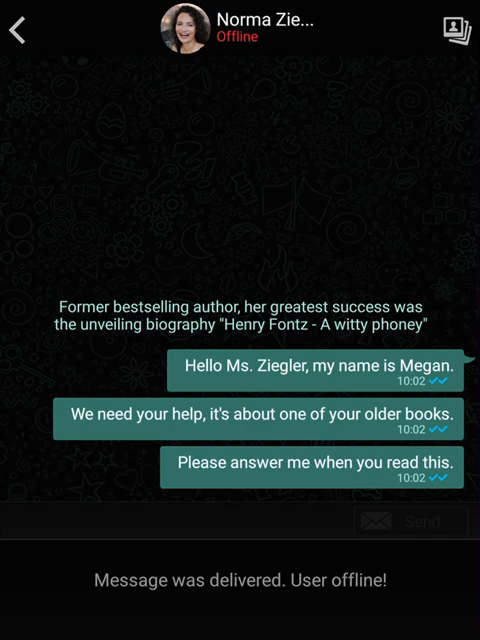 Norma Zie...
Offline
Former bestselling author, her greatest success was
the unveiling biography "Henry Fontz - A witty phoney"
Hello Ms. Ziegler, my name is Megan.
10:02
We need your help, it's about one of your older books.
10:02
Please answer me when you read this.
10:02
Send
Message was delivered. User offline!